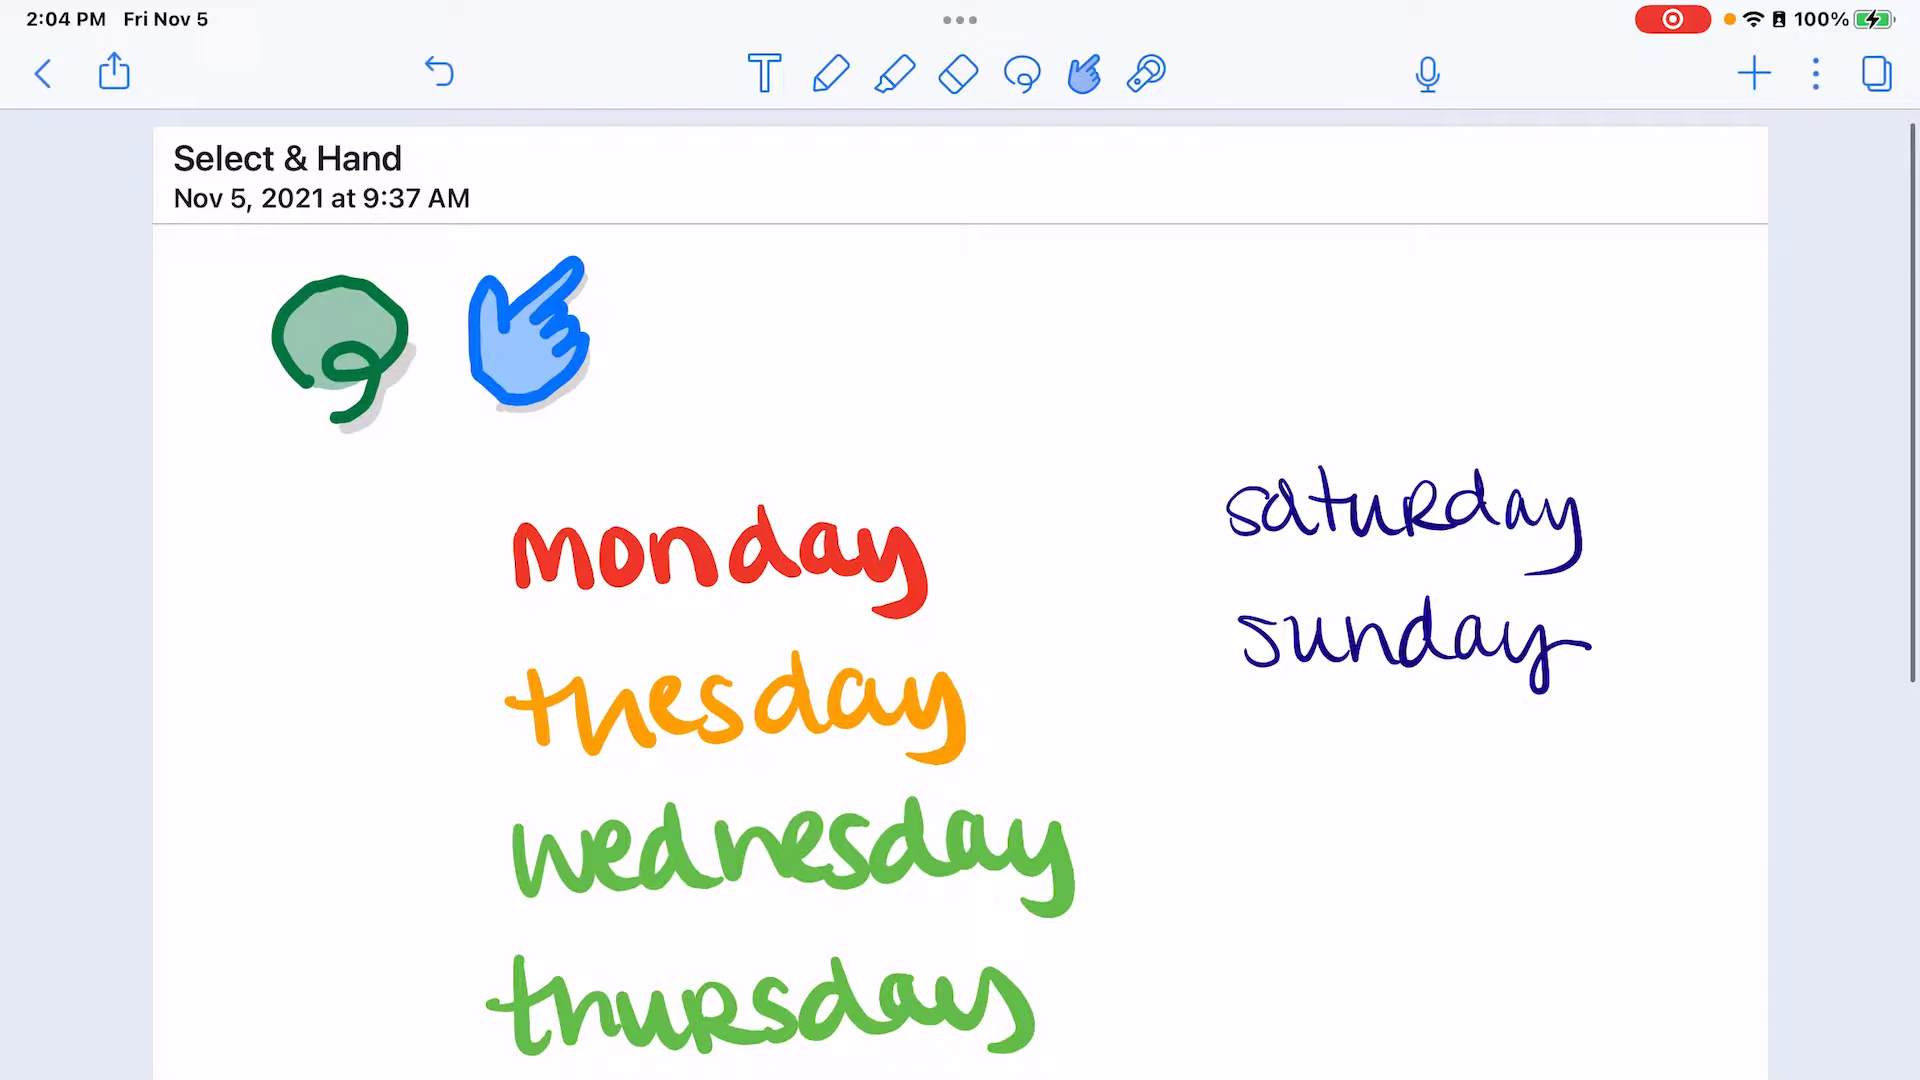 2:04 PM Fri Nov 5
100%
T
Select & Hand
Nov 5, 2021 at 9:37 AM
monday
tuesday
wednesday
thursday
saturday
sunday